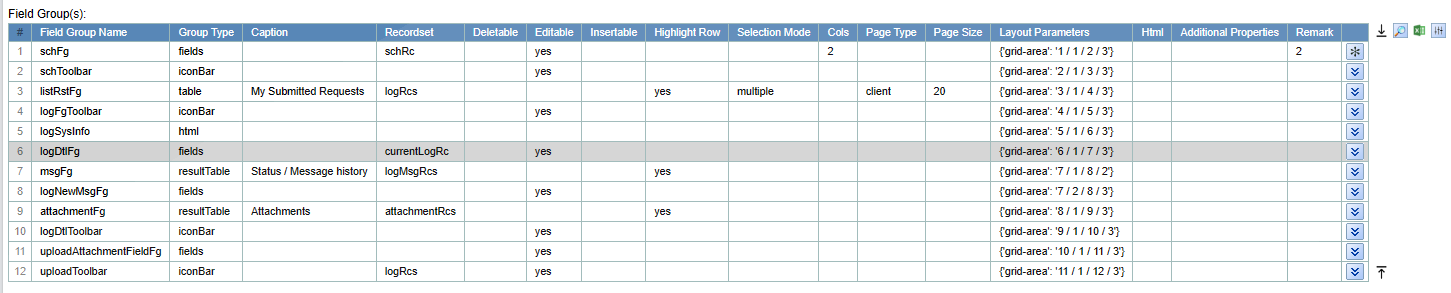 Field Group(s):
# Field Group Name Group Type Caption Recordset Deletable Editable Insertable Highlight Row Selection Mode Cols Page Type Page Size Layout Parameters Html Additional Properties Remark
1 schFg fields schRc yes 2 {'grid-area': '1 / 1 / 2 / 3'} 2
2 schToolbar iconBar yes {'grid-area': '2 / 1 / 3 / 3'}
3 listRstFg table My Submitted Requests logRcs yes multiple client 20 {'grid-area': '3 / 1 / 4 / 3'}
4 logFgToolbar iconBar yes {'grid-area': '4 / 1 / 5 / 3'}
5 logSysInfo html {'grid-area': '5 / 1 / 6 / 3'}
6 logDtlFg fields currentLogRc yes {'grid-area': '6 / 1 / 7 / 3'}
7 msgFg resultTable Status / Message history logMsgRcs yes {'grid-area': '7 / 1 / 8 / 2'}
8 logNewMsgFg fields yes {'grid-area': '7 / 2 / 8 / 3'}
9 attachmentFg resultTable Attachments attachmentRcs yes {'grid-area': '8 / 1 / 9 / 3'}
10 logDtlToolbar iconBar yes {'grid-area': '9 / 1 / 10 / 3'}
11 uploadAttachmentFieldFg fields yes {'grid-area': '10 / 1 / 11 / 3'}
12 uploadToolbar iconBar logRcs yes {'grid-area': '11 / 1 / 12 / 3'}